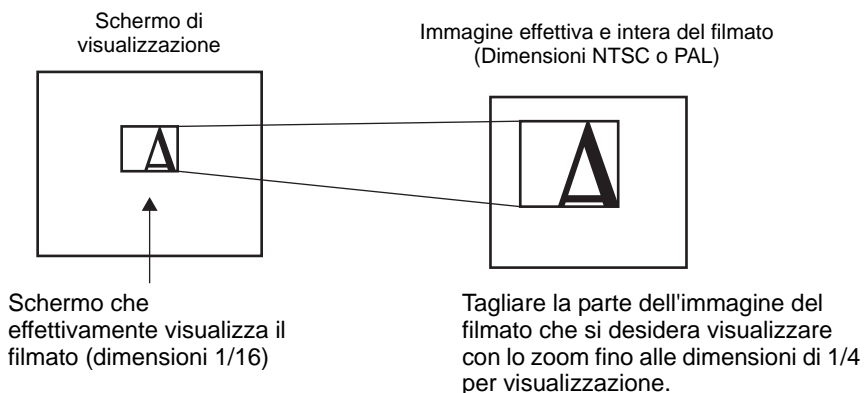 Schermo di
visualizzazione
Immagine effettiva e intera del filmato
(Dimensioni NTSC o PAL)
A
A
Schermo che
effettivamente visualizza il
filmato (dimensioni 1/16)
Tagliare la parte dell'immagine del
filmato che si desidera visualizzare
con lo zoom fino alle dimensioni di 1/4
per visualizzazione.